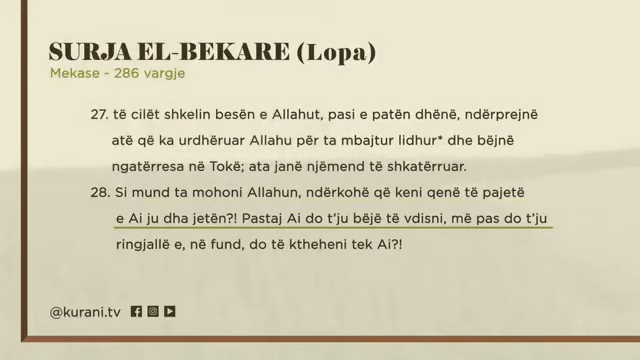 SURJA EL-BEKARE (Lopa)
Mekase - 286 vargje
27. të cilët shkelin besën e Allahut, pasi e patën dhënë, ndërprejnë
atë që ka urdhëruar Allahu për ta mbajtur lidhur* dhe bëjnë
ngatërresa në Tokë; ata janë njëmend të shkatërruar.
28. Si mund ta mohoni Allahun, ndërkohë që keni qenë të pajetë
e Ai ju dha jetën?! Pastaj Ai do t'ju bëjë të vdisni, më pas do t'ju
ringjallë e, në fund, do të ktheheni tek Ai?!
@kurani.tv